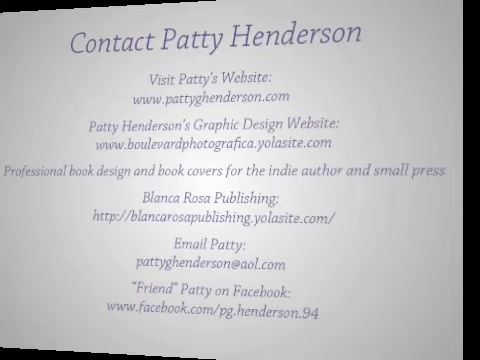 Contact Patty Henderson
Visit Patty's Website:
www.pattyghenderson.com
Patty Henderson's Graphic Design Website:
www.boulevardphotografica.yolasite.com
Professional book design and book covers for the indie author and small press
Blanca Rosa Publishing:
http://blancarosapublishing.yolasite.com/
Email Patty:
pattyghenderson@aol.com
"Friend" Patty on Facebook:
www.facebook.com/pg.henderson.94